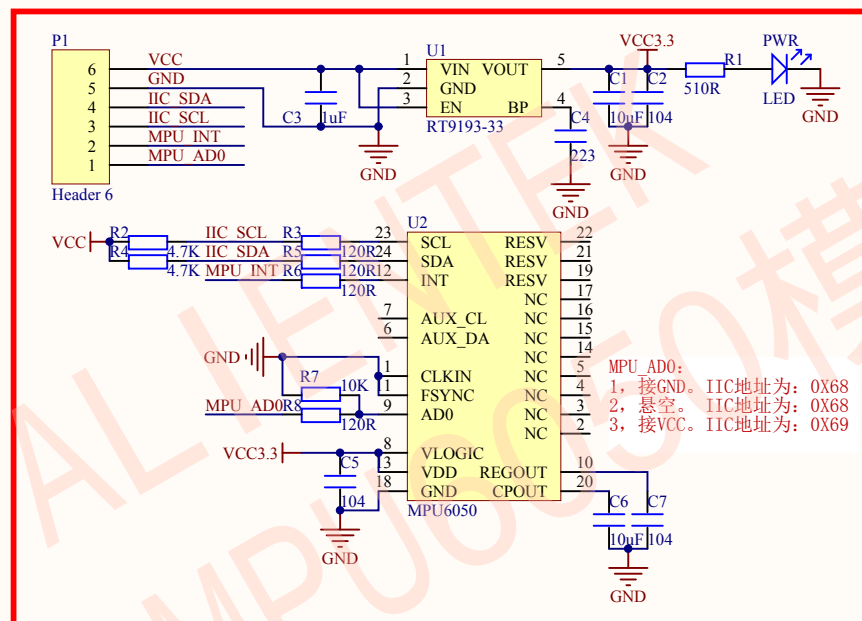 P1
6
5
4
3
2
1
Header 6
VCC
GND
IIC_SDA
IIC_SCL
MPU_INT
MPU_AD0
C3
1uF
GND
U1
1
2
3
VIN
GND
EN
VOUT
BP
5
4
RT9193-33
C4
223
GND
VCC3.3
C1
10uF
C2
104
GND
R1
510R
PWR
LED
GND
VCC
R2
4.7K
R4
4.7K
IIC_SCL
IIC_SDA
MPU_INT
R3
120R
R5
120R
R6
120R
U2
23 SCL
24 SDA
12 INT
7 AUX_CL
6 AUX_DA
1 CLKIN
11 FSYNC
9 AD0
8 VLOGIC
13 VDD
18 GND
RESV 22
RESV 21
RESV 19
NC 17
NC 16
NC 15
NC 14
NC 5
NC 4
NC 3
NC 2
REGOUT 10
CPOUT 20
MPU6050
GND
R7
10K
MPU_AD0
R8
120R
VCC3.3
C5
104
GND
C6
10uF
C7
104
GND
MPU_AD0:
1，接GND。IIC地址为：0X68
2，悬空。 IIC地址为：0X68
3，接VCC。IIC地址为：0X69
ALIENTEK
MPU6050模